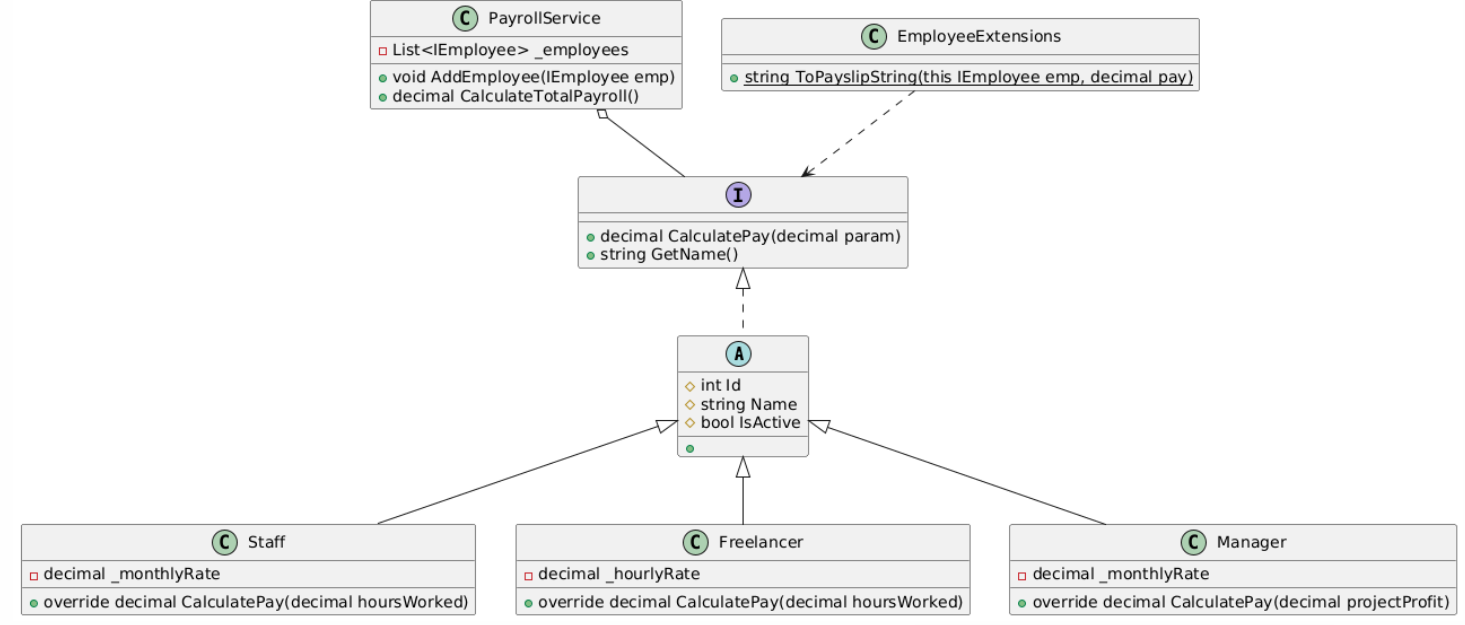 C PayrollService
List<IEmployee> _employees
void AddEmployee(IEmployee emp)
decimal CalculateTotalPayroll()
C EmployeeExtensions
string ToPayslipString(this IEmployee emp, decimal pay)
I
decimal CalculatePay(decimal param)
string GetName()
A
int Id
string Name
bool IsActive
C Staff
decimal _monthlyRate
override decimal CalculatePay(decimal hoursWorked)
C Freelancer
decimal _hourlyRate
override decimal CalculatePay(decimal hoursWorked)
C Manager
decimal _monthlyRate
override decimal CalculatePay(decimal projectProfit)